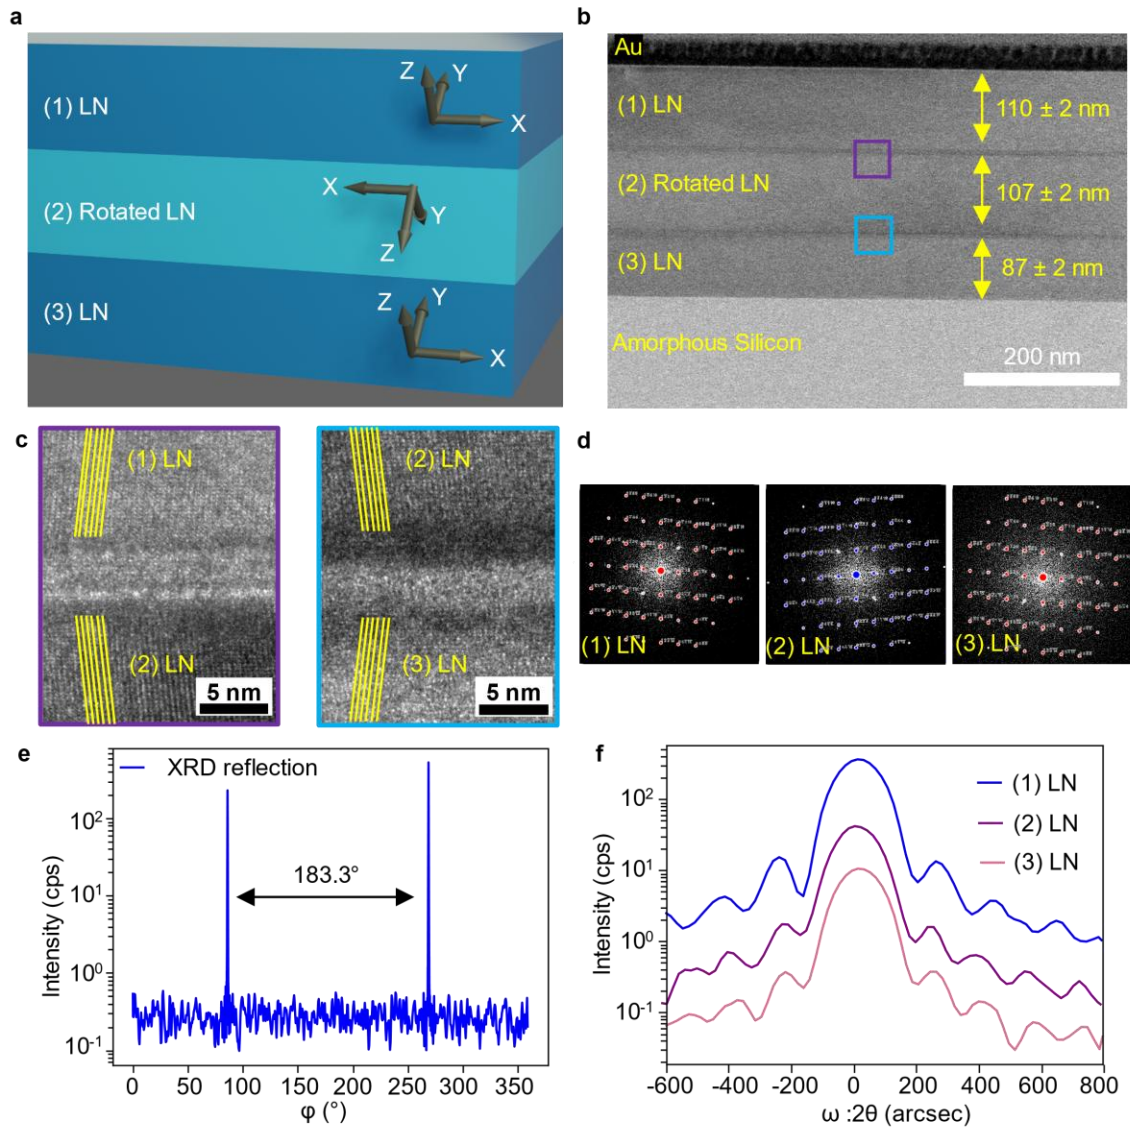 a
(1) LN
Z
Y
X
(2) Rotated LN
X
Y
Z
(3) LN
Z
Y
X
b
Au
(1) LN
110 ± 2 nm
(2) Rotated LN
107 ± 2 nm
(3) LN
87 ± 2 nm
Amorphous Silicon
200 nm
c
(1) LN
(2) LN
5 nm
(2) LN
(3) LN
5 nm
d
(1) LN
(2) LN
(3) LN
e
XRD reflection
183.3°
Intensity (cps)
10²
10¹
10⁰
10⁻¹
0 50 100 150 200 250 300 350
φ (°)
f
(1) LN
(2) LN
(3) LN
Intensity (cps)
10²
10¹
10⁰
10⁻¹
-600 -400 -200 0 200 400 600 800
ω :2θ (arcsec)